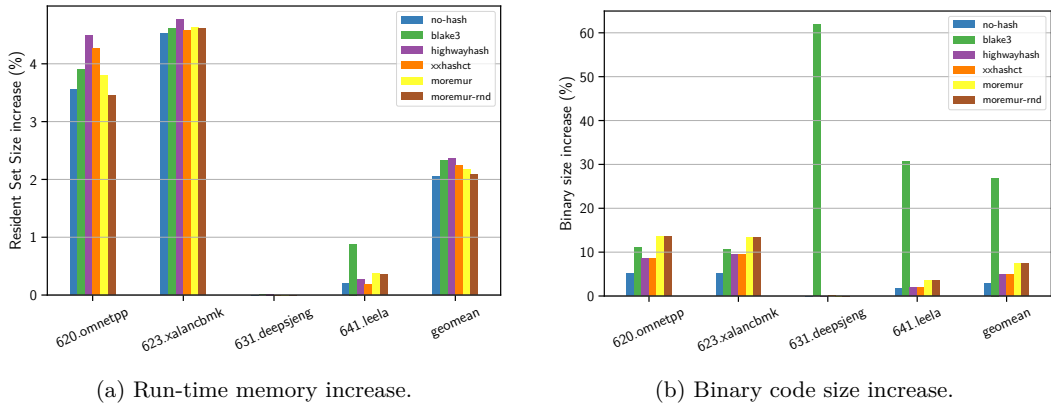 Resident Set Size increase (%)
4
3
2
1
0
no-hash
blake3
highwayhash
xxhashct
moremur
moremur-rnd
620.omnetpp
623.xalancbmk
631.deepsjeng
641.leela
geomean
(a) Run-time memory increase.
Binary size increase (%)
60
50
40
30
20
10
0
no-hash
blake3
highwayhash
xxhashct
moremur
moremur-rnd
620.omnetpp
623.xalancbmk
631.deepsjeng
641.leela
geomean
(b) Binary code size increase.